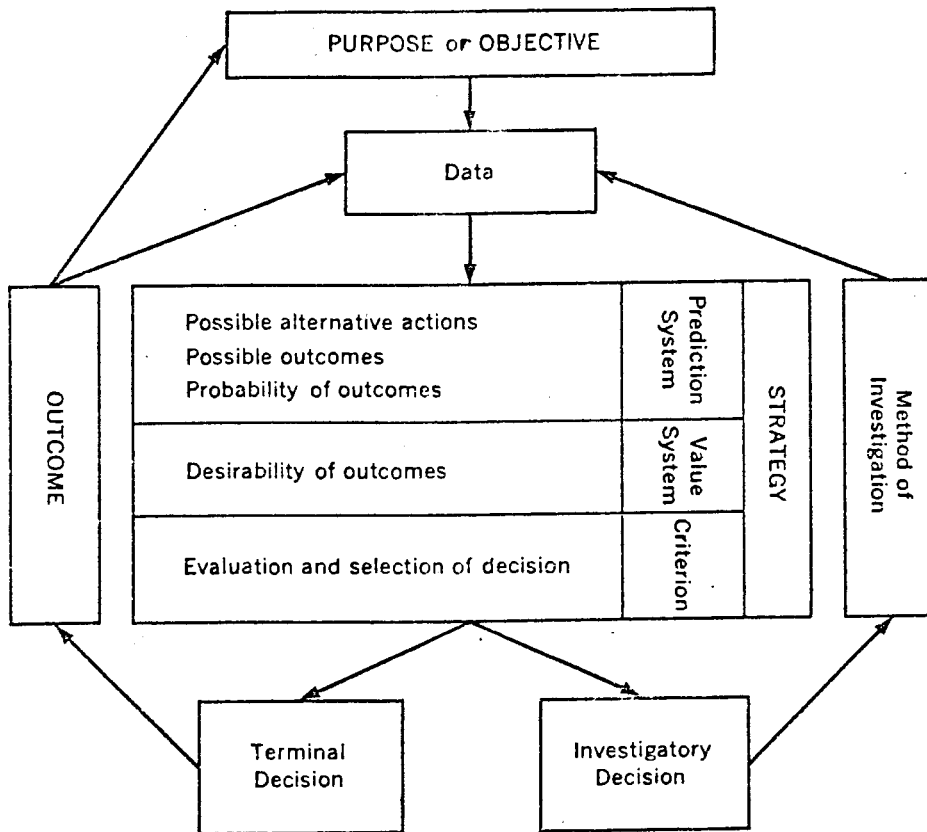 PURPOSE or OBJECTIVE
Data
Possible alternative actions
Possible outcomes
Probability of outcomes
Prediction
System
Desirability of outcomes
Value
System
Evaluation and selection of decision
Criterion
STRATEGY
OUTCOME
Method of
Investigation
Terminal
Decision
Investigatory
Decision